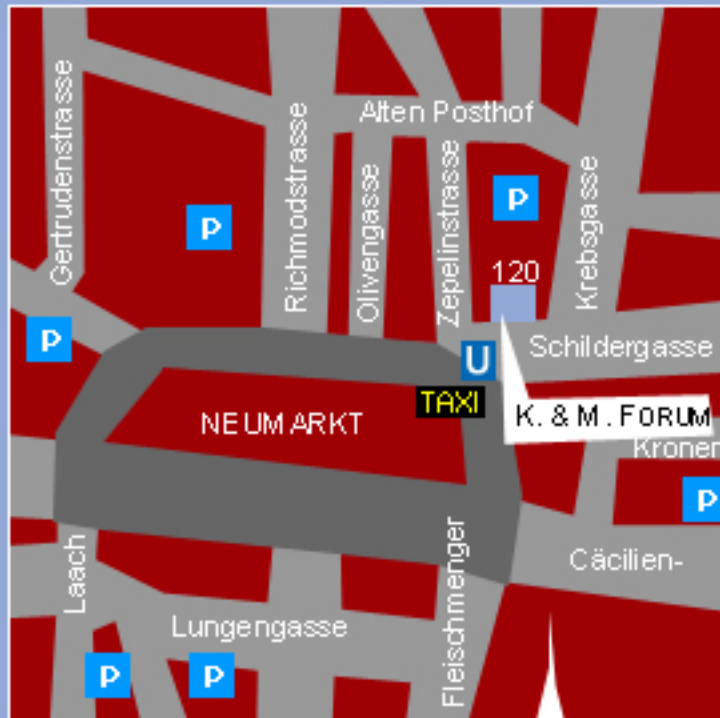 Alten Posthof
Gertrudenstrasse
Richmodstrasse
Olivengasse
Zepelinstrasse
Krebsgasse
P
P
120
P
U
Schildergasse
TAXI
NEUMARKT
K. & M. FORUM
Kronen
P
Laach
Fleischmenger
Cäcilien-
Lungengasse
P
P